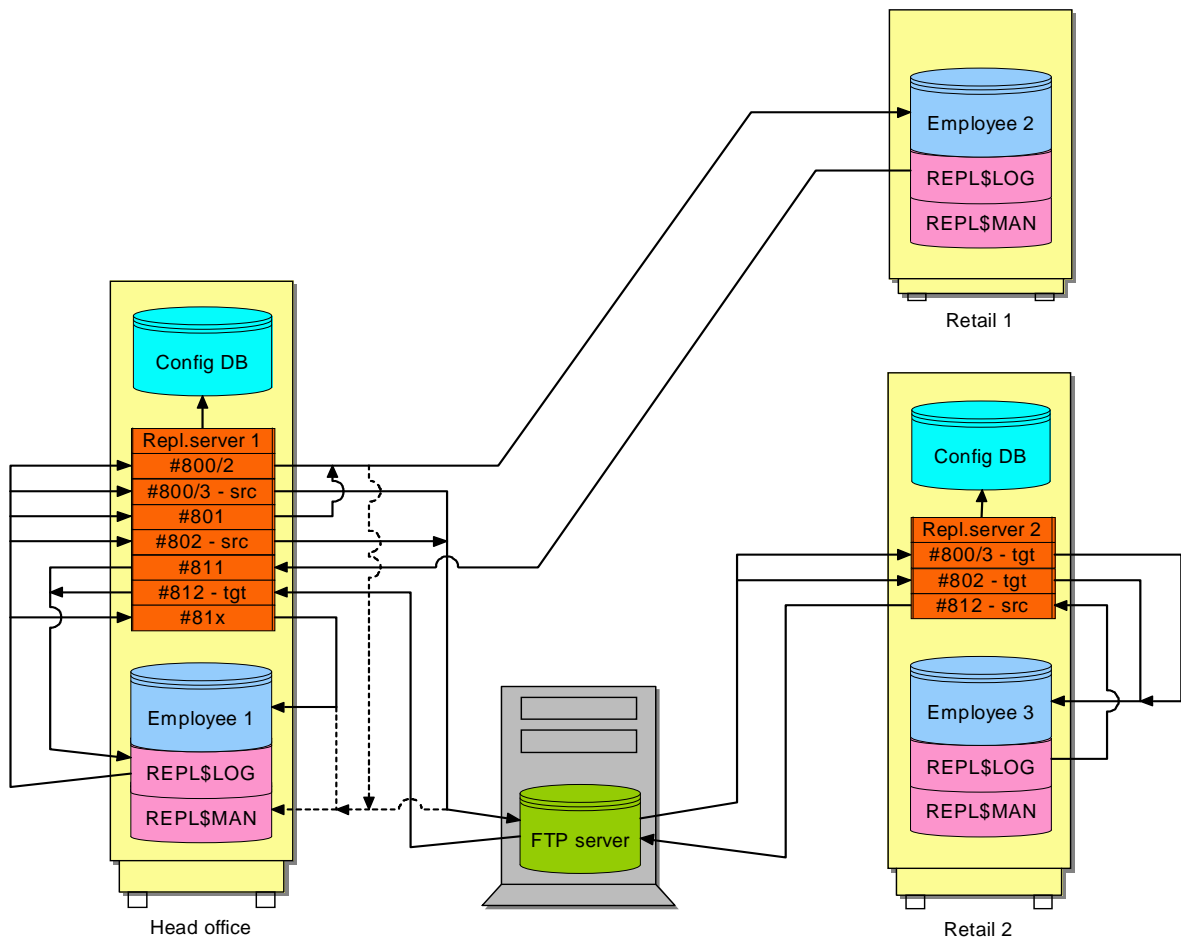 Employee 2
REPL$LOG
REPL$MAN
Retail 1
Config DB
Repl.server 1
#800/2
#800/3 - src
#801
#802 - src
#811
#812 - tgt
#81x
Employee 1
REPL$LOG
REPL$MAN
Head office
FTP server
Config DB
Repl.server 2
#800/3 - tgt
#802 - tgt
#812 - src
Employee 3
REPL$LOG
REPL$MAN
Retail 2